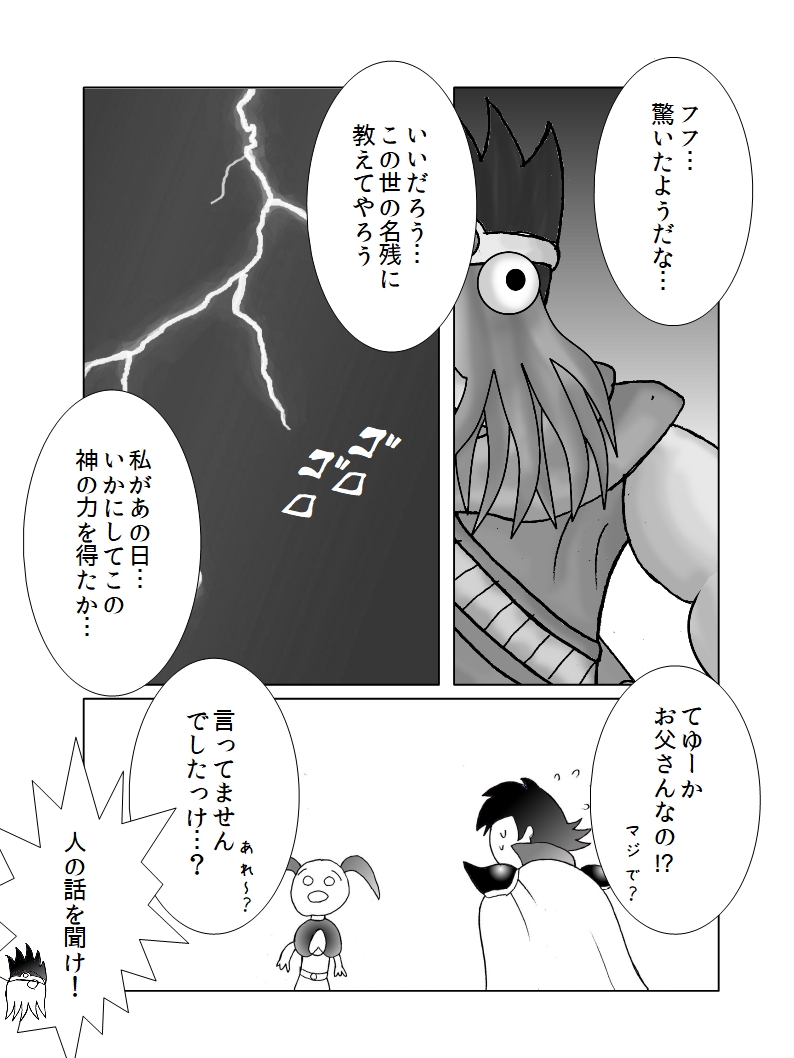 フフ…
驚いたようだな…
いいだろう…
この世の名残に
教えてやろう
ゴゴ
ロロ
私があの日…
いかにしてこの
神の力を得たか…
てゆーか
お父さんなの!?
マジで?
言ってません
でしたっけ…?
あれ〜?
人の話を聞け!